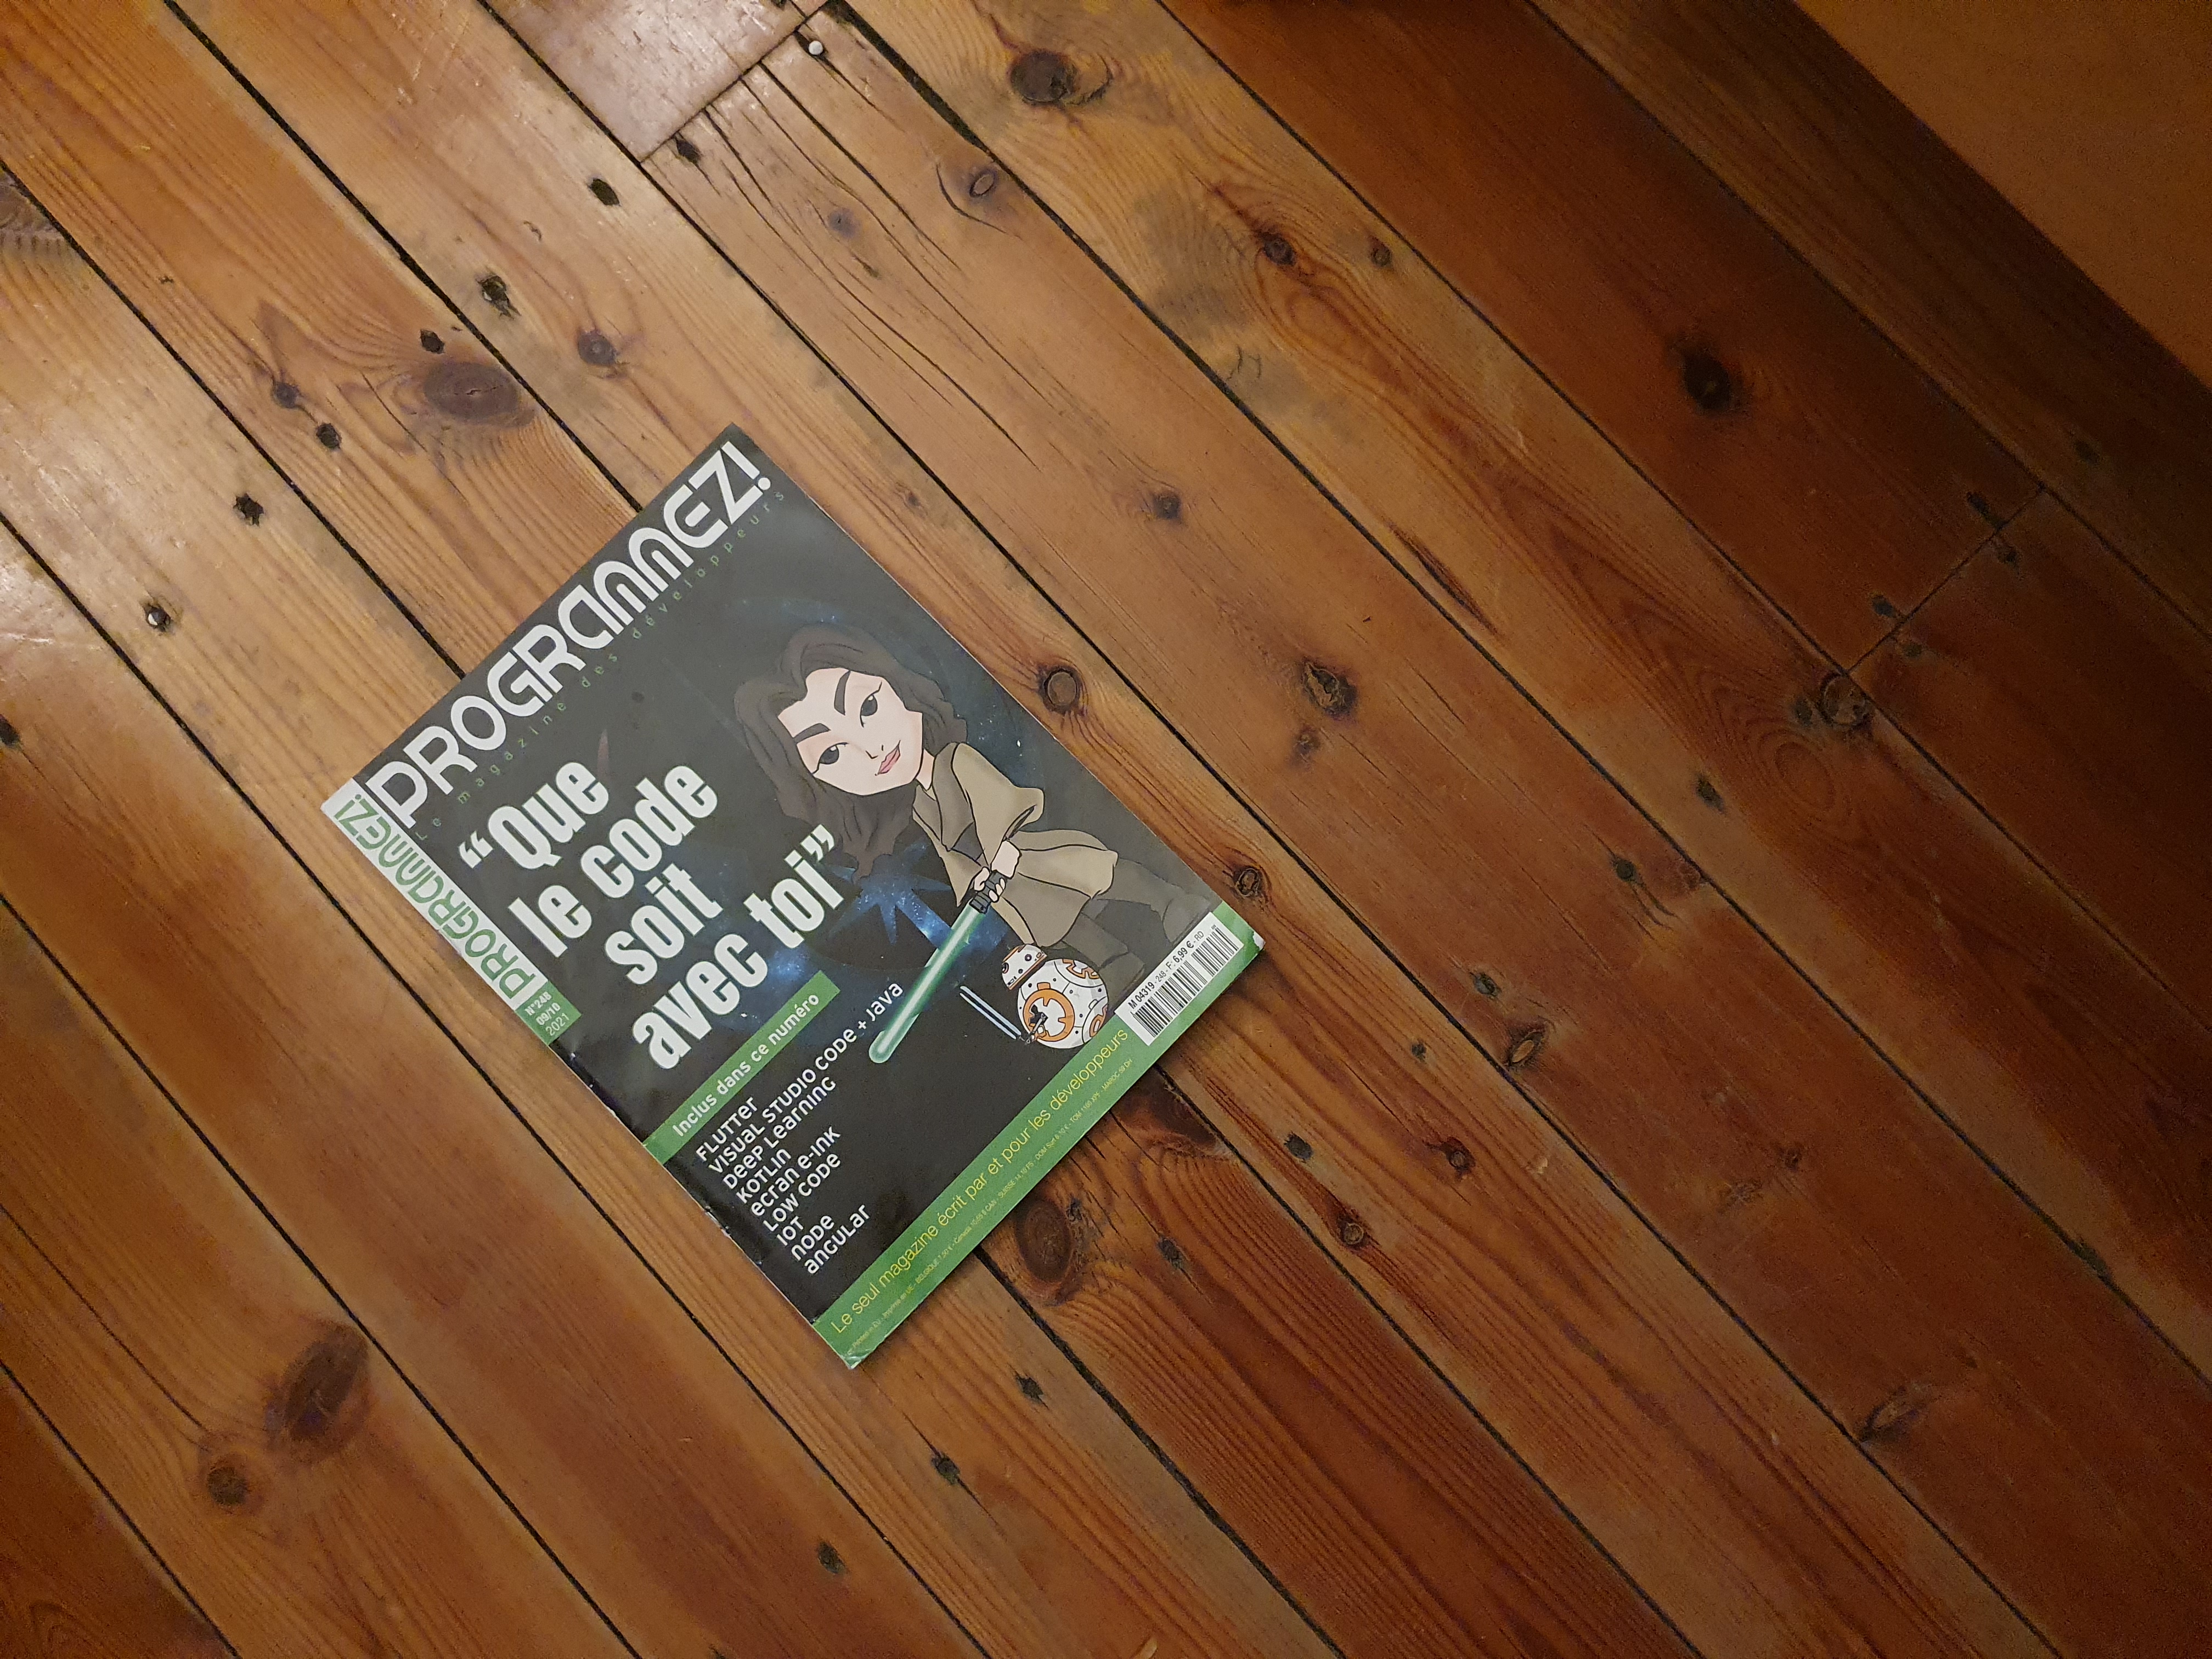 PROGRAMMEZ!
Le magazine des développeurs
PROGRAMMEZ!
N°248
09/10
2021
“Que
le code
soit
avec toi”
Inclus dans ce numéro
FLUTTer
VISUAL STUDIO CODE + JAVA
Deep Learning
KOTLIN
ecran e-ink
LOW CODE
IOT
node
angular
Le seul magazine écrit par et pour les développeurs
M 04319 - 248 - F: 6,99 € - RD